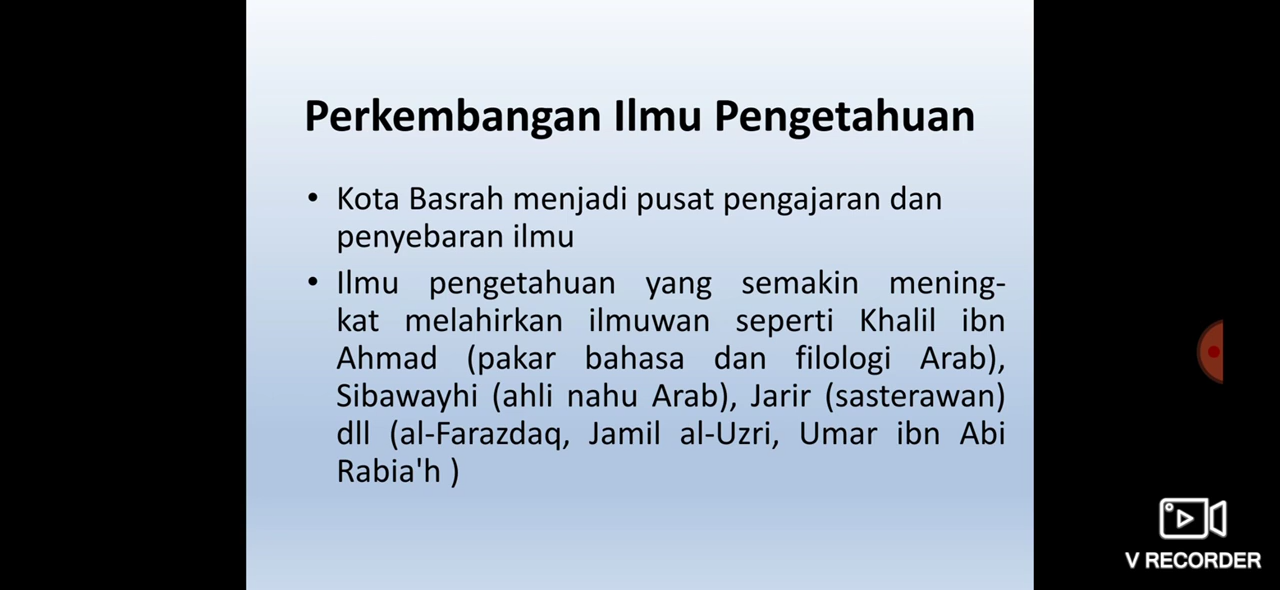 Perkembangan Ilmu Pengetahuan
• Kota Basrah menjadi pusat pengajaran dan
penyebaran ilmu
• Ilmu pengetahuan yang semakin mening-
kat melahirkan ilmuwan seperti Khalil ibn
Ahmad (pakar bahasa dan filologi Arab),
Sibawayhi (ahli nahu Arab), Jarir (sasterawan)
dll (al-Farazdaq, Jamil al-Uzri, Umar ibn Abi
Rabia'h )
V RECORDER